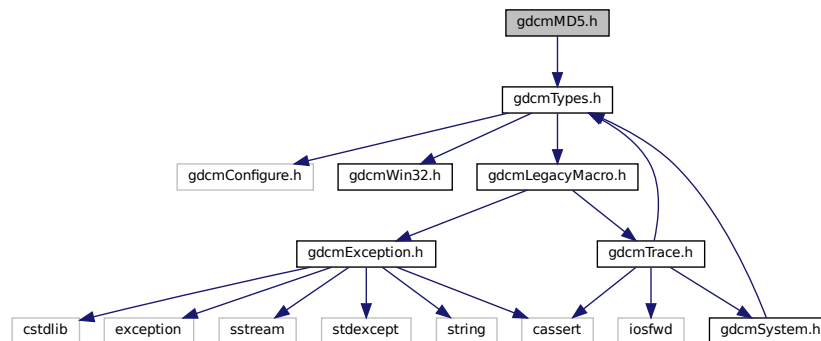 gdcmMD5.h
gdcmTypes.h
gdcmConfigure.h
gdcmWin32.h
gdcmLegacyMacro.h
gdcmException.h
gdcmTrace.h
cstdlib
exception
sstream
stdexcept
string
cassert
iosfwd
gdcmSystem.h